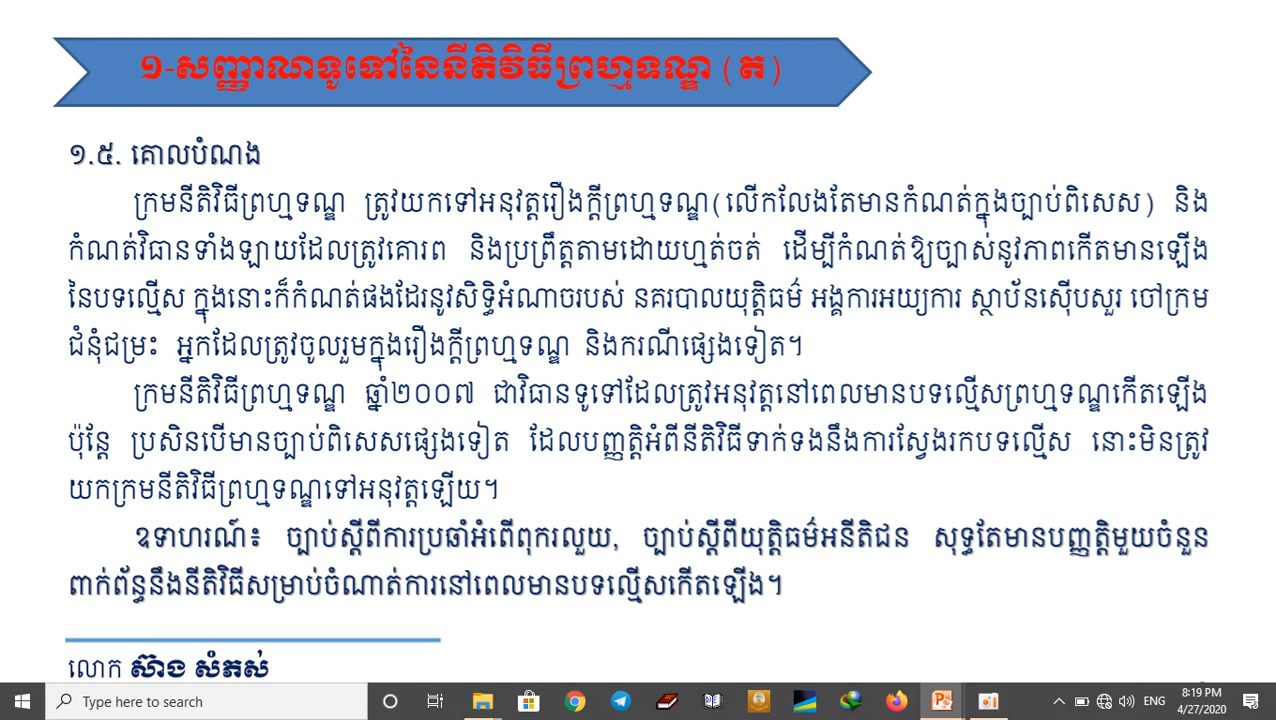 ១-សញ្ញាណទូទៅនៃនីតិវិធីព្រហ្មទណ្ឌ (ត)
១.៥. គោលបំណង
ក្រមនីតិវិធីព្រហ្មទណ្ឌ ត្រូវយកទៅអនុវត្តរឿងក្តីព្រហ្មទណ្ឌ(លើកលែងតែមានកំណត់ក្នុងច្បាប់ពិសេស) និង
កំណត់វិធានទាំងឡាយដែលត្រូវគោរព និងប្រព្រឹត្តតាមដោយហ្មត់ចត់ ដើម្បីកំណត់ឱ្យច្បាស់នូវភាពកើតមានឡើង
នៃបទល្មើស ក្នុងនោះក៏កំណត់ផងដែរនូវសិទ្ធិអំណាចរបស់ នគរបាលយុត្តិធម៌ អង្គការអយ្យការ ស្ថាប័នស៊ើបសួរ ចៅក្រម
ជំនុំជម្រះ អ្នកដែលត្រូវចូលរួមក្នុងរឿងក្តីព្រហ្មទណ្ឌ និងករណីផ្សេងទៀត។
ក្រមនីតិវិធីព្រហ្មទណ្ឌ ឆ្នាំ២០០៧ ជាវិធានទូទៅដែលត្រូវអនុវត្តនៅពេលមានបទល្មើសព្រហ្មទណ្ឌកើតឡើង
ប៉ុន្តែ ប្រសិនបើមានច្បាប់ពិសេសផ្សេងទៀត ដែលបញ្ញត្តិអំពីនីតិវិធីទាក់ទងនឹងការស្វែងរកបទល្មើស នោះមិនត្រូវ
យកក្រមនីតិវិធីព្រហ្មទណ្ឌទៅអនុវត្តឡើយ។
ឧទាហរណ៍៖ ច្បាប់ស្តីពីការប្រឆាំអំពើពុករលួយ, ច្បាប់ស្តីពីយុត្តិធម៌អនីតិជន សុទ្ធតែមានបញ្ញត្តិមួយចំនួន
ពាក់ព័ន្ធនឹងនីតិវិធីសម្រាប់ចំណាត់ការនៅពេលមានបទល្មើសកើតឡើង។
លោក ស៊ាង សំភស់
Type here to search
ENG
8:19 PM
4/27/2020